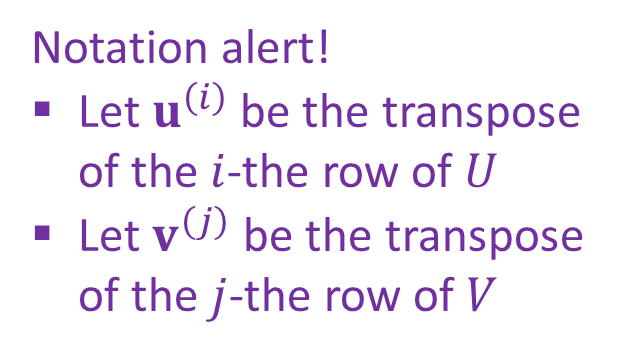 Notation alert!
▪ Let 𝐮⁽ⁱ⁾ be the transpose
of the 𝑖-the row of 𝑈
▪ Let 𝐯⁽ʲ⁾ be the transpose
of the 𝑗-the row of 𝑉